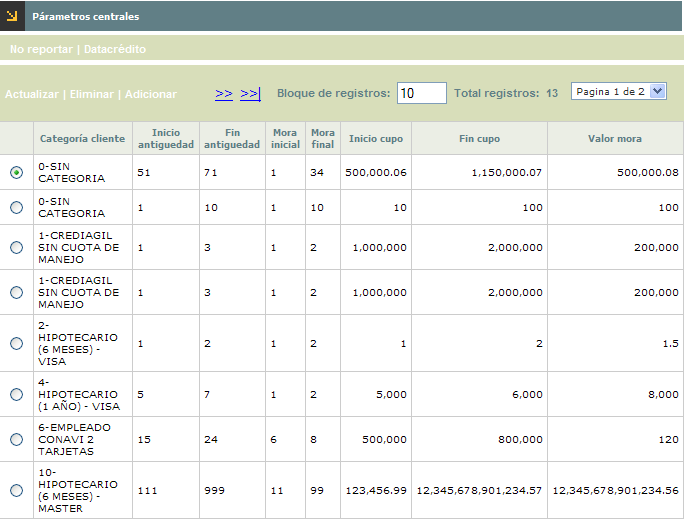 Párametros centrales
No reportar | Datacrédito
Actualizar | Eliminar | Adicionar >> >>| Bloque de registros: 10 Total registros: 13 Pagina 1 de 2
Categoría cliente Inicio antiguedad Fin antiguedad Mora inicial Mora final Inicio cupo Fin cupo Valor mora
0-SIN
CATEGORIA 51 71 1 34 500,000.06 1,150,000.07 500,000.08
0-SIN
CATEGORIA 1 10 1 10 10 100 100
1-CREDIAGIL
SIN CUOTA DE
MANEJO 1 3 1 2 1,000,000 2,000,000 200,000
1-CREDIAGIL
SIN CUOTA DE
MANEJO 1 3 1 2 1,000,000 2,000,000 200,000
2-
HIPOTECARIO
(6 MESES) -
VISA 1 2 1 2 1 2 1.5
4-
HIPOTECARIO
(1 AÑO) - VISA 5 7 1 2 5,000 6,000 8,000
6-EMPLEADO
CONAVI 2
TARJETAS 15 24 6 8 500,000 800,000 120
10-
HIPOTECARIO
(6 MESES) -
MASTER 111 999 11 99 123,456.99 12,345,678,901,234.57 12,345,678,901,234.56